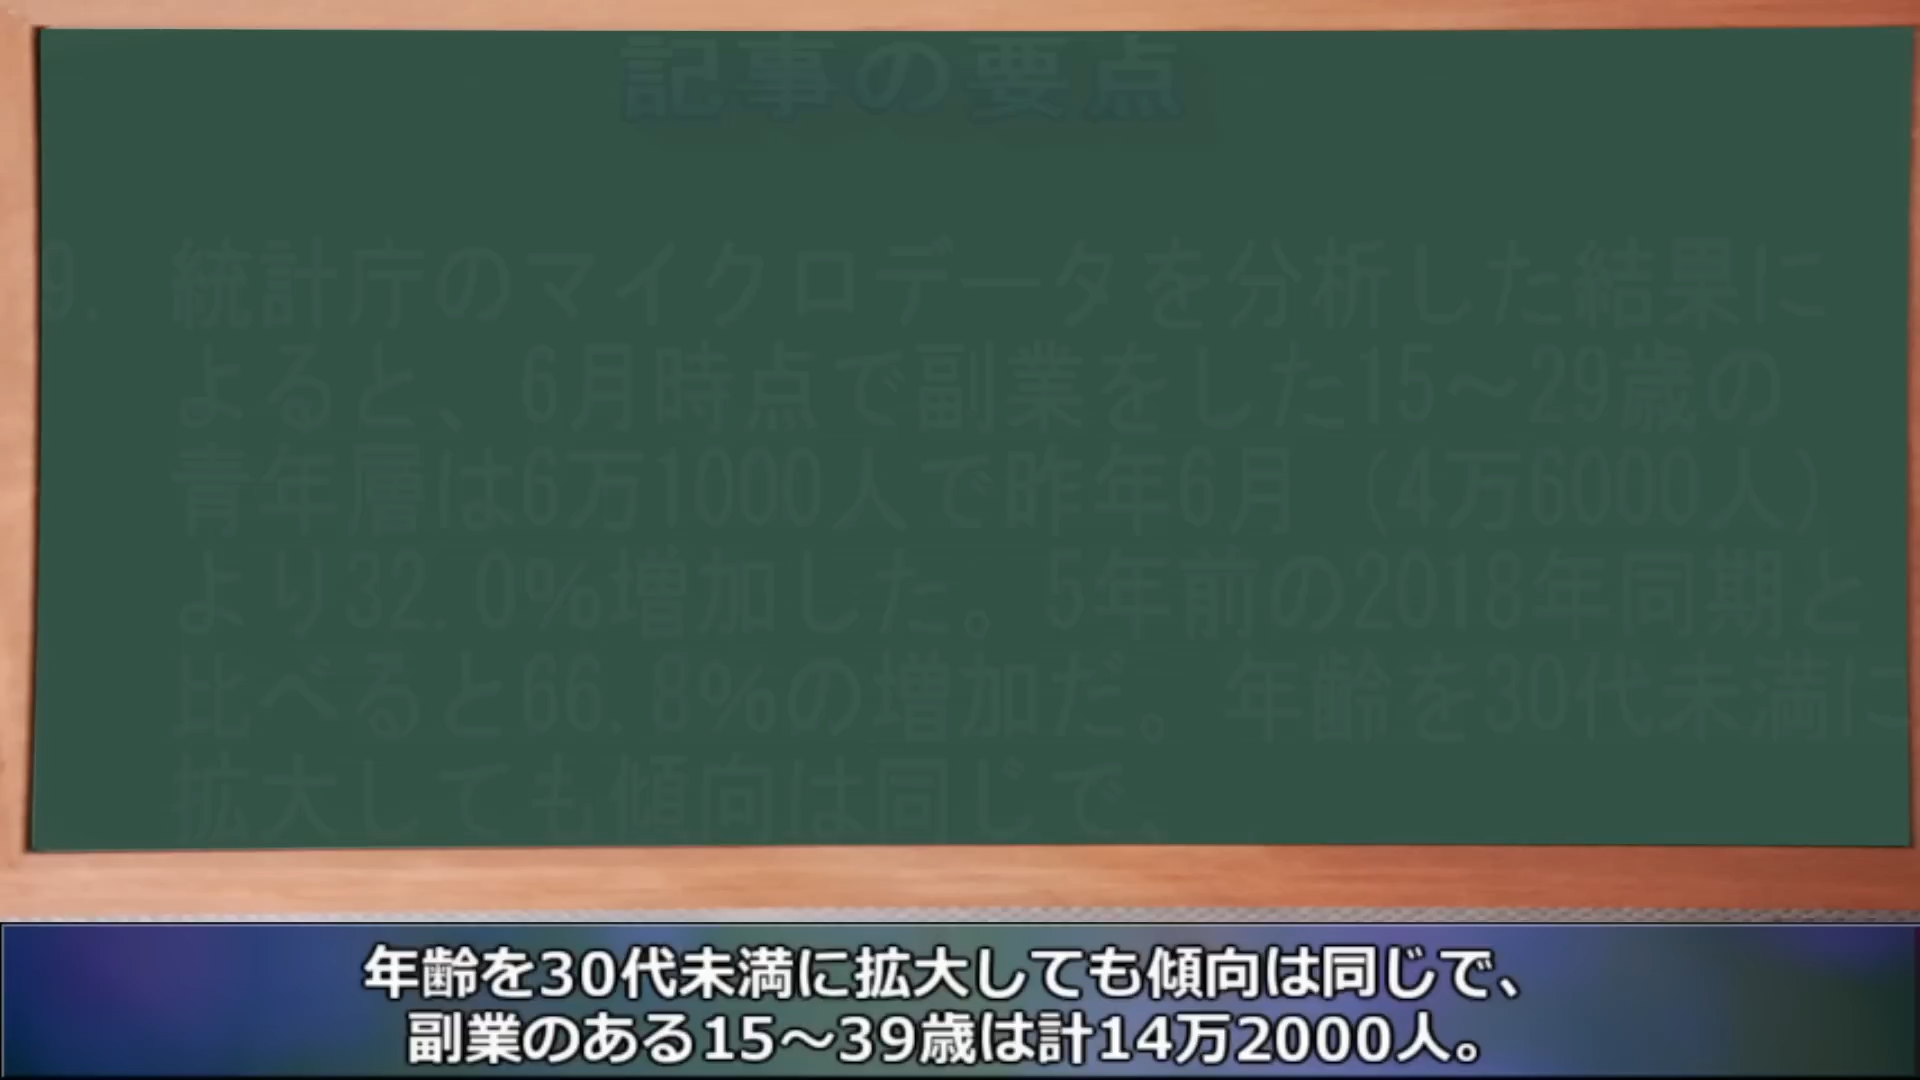 記事の要点
9. 統計庁のマイクロデータを分析した結果に
よると、6月時点で副業をした15～29歳の
青年層は6万1000人で昨年6月（4万6000人）
より32.0%増加した。5年前の2018年同期と
比べると66.8%の増加だ。年齢を30代未満に
拡大しても傾向は同じで、
年齢を30代未満に拡大しても傾向は同じで、
副業のある15～39歳は計14万2000人。